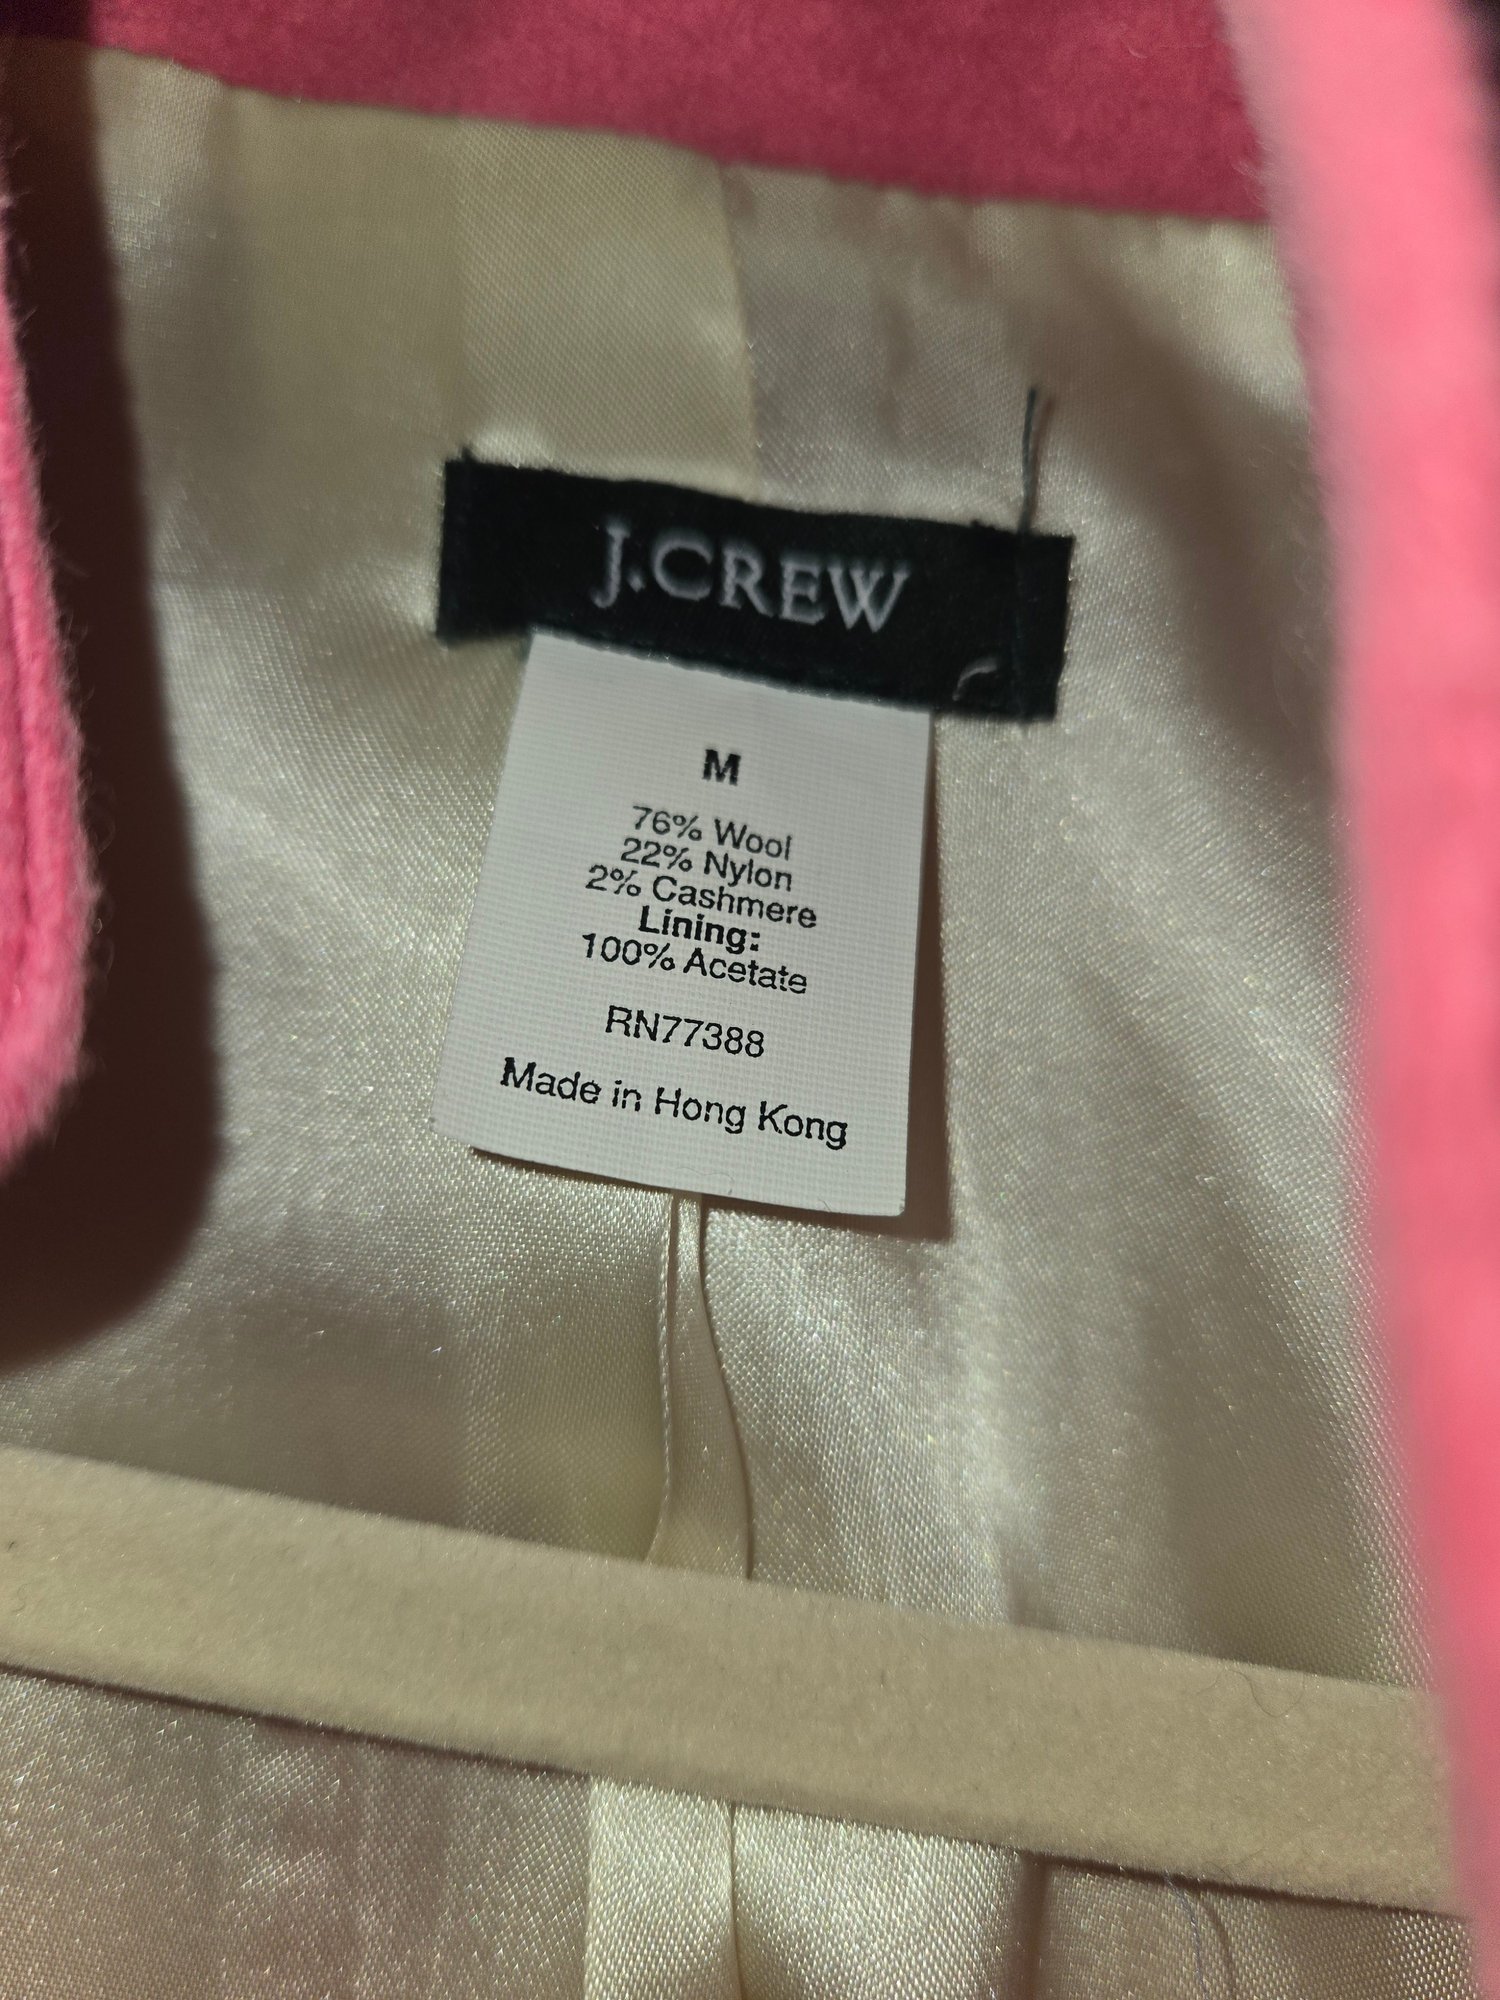 J.CREW
M
76% Wool
22% Nylon
2% Cashmere
Lining:
100% Acetate
RN77388
Made in Hong Kong